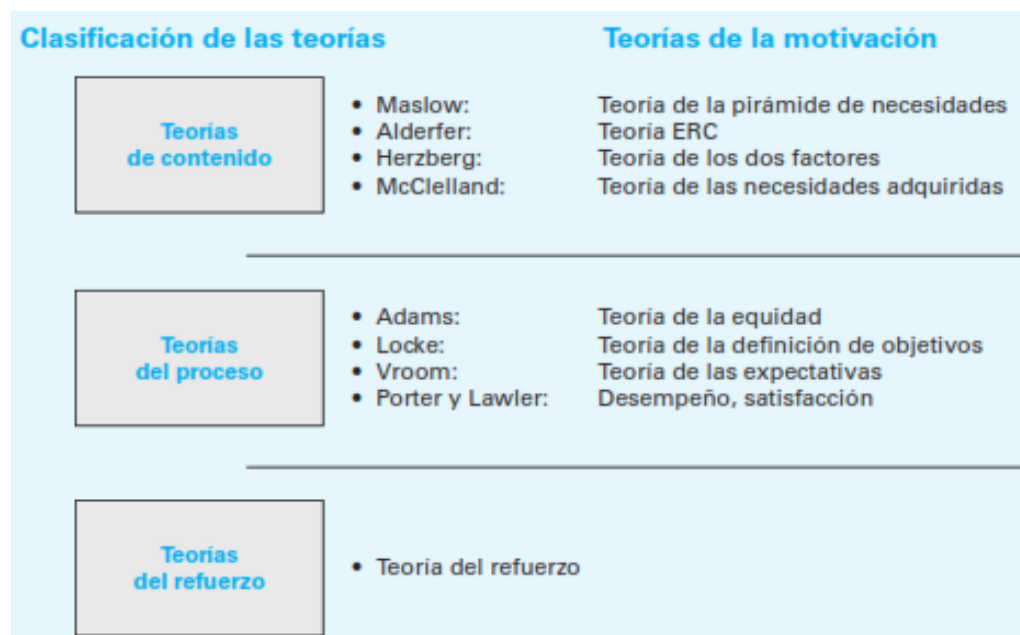 Clasificación de las teorías Teorías de la motivación
Teorías
de contenido
• Maslow: Teoría de la pirámide de necesidades
• Alderfer: Teoría ERC
• Herzberg: Teoría de los dos factores
• McClelland: Teoría de las necesidades adquiridas
Teorías
del proceso
• Adams: Teoría de la equidad
• Locke: Teoría de la definición de objetivos
• Vroom: Teoría de las expectativas
• Porter y Lawler: Desempeño, satisfacción
Teorías
del refuerzo
• Teoria del refuerzo